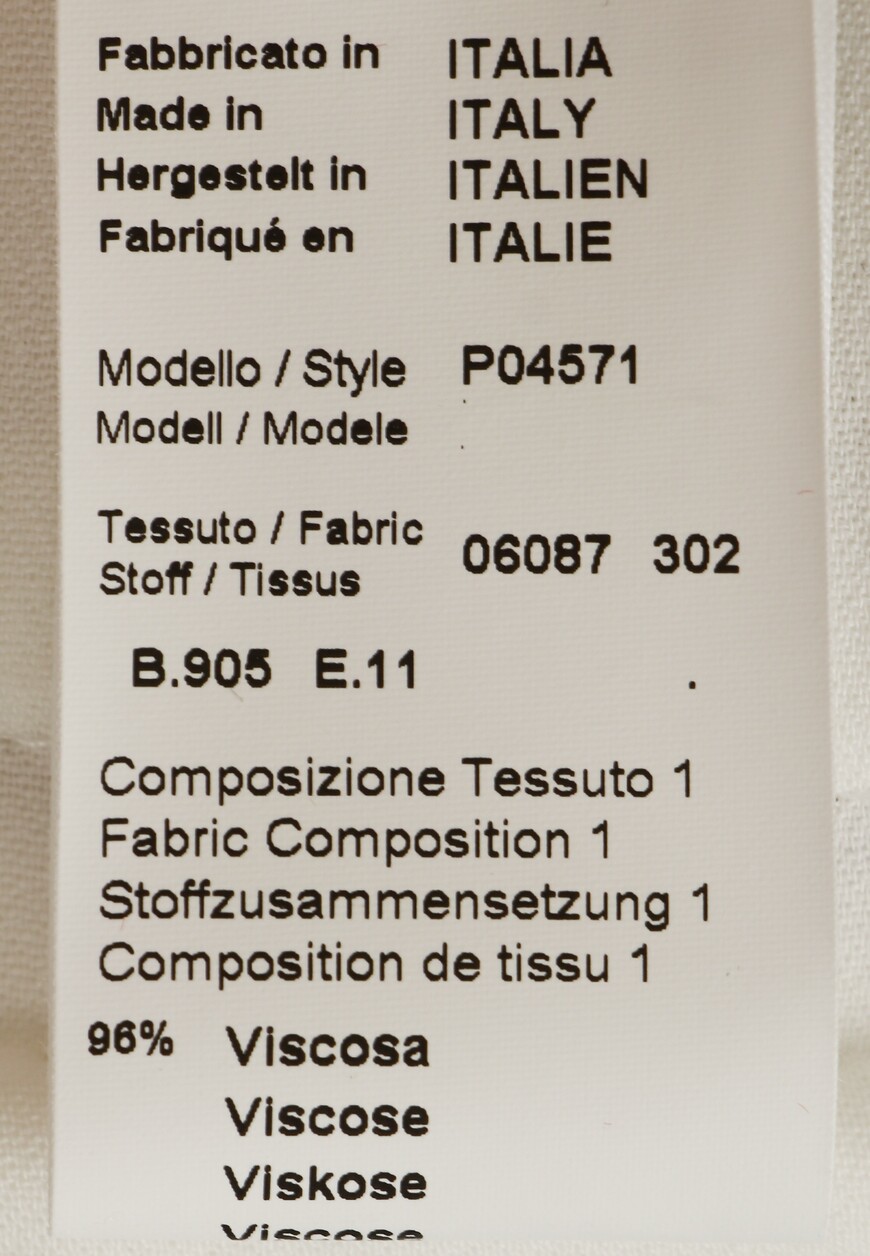 Fabbricato in ITALIA
Made in ITALY
Hergestelt in ITALIEN
Fabriqué en ITALIE
Modello / Style P04571
Modell / Modele
Tessuto / Fabric
Stoff / Tissus 06087 302
B.905 E.11 .
Composizione Tessuto 1
Fabric Composition 1
Stoffzusammensetzung 1
Composition de tissu 1
96% Viscosa
Viscose
Viskose
Viscose